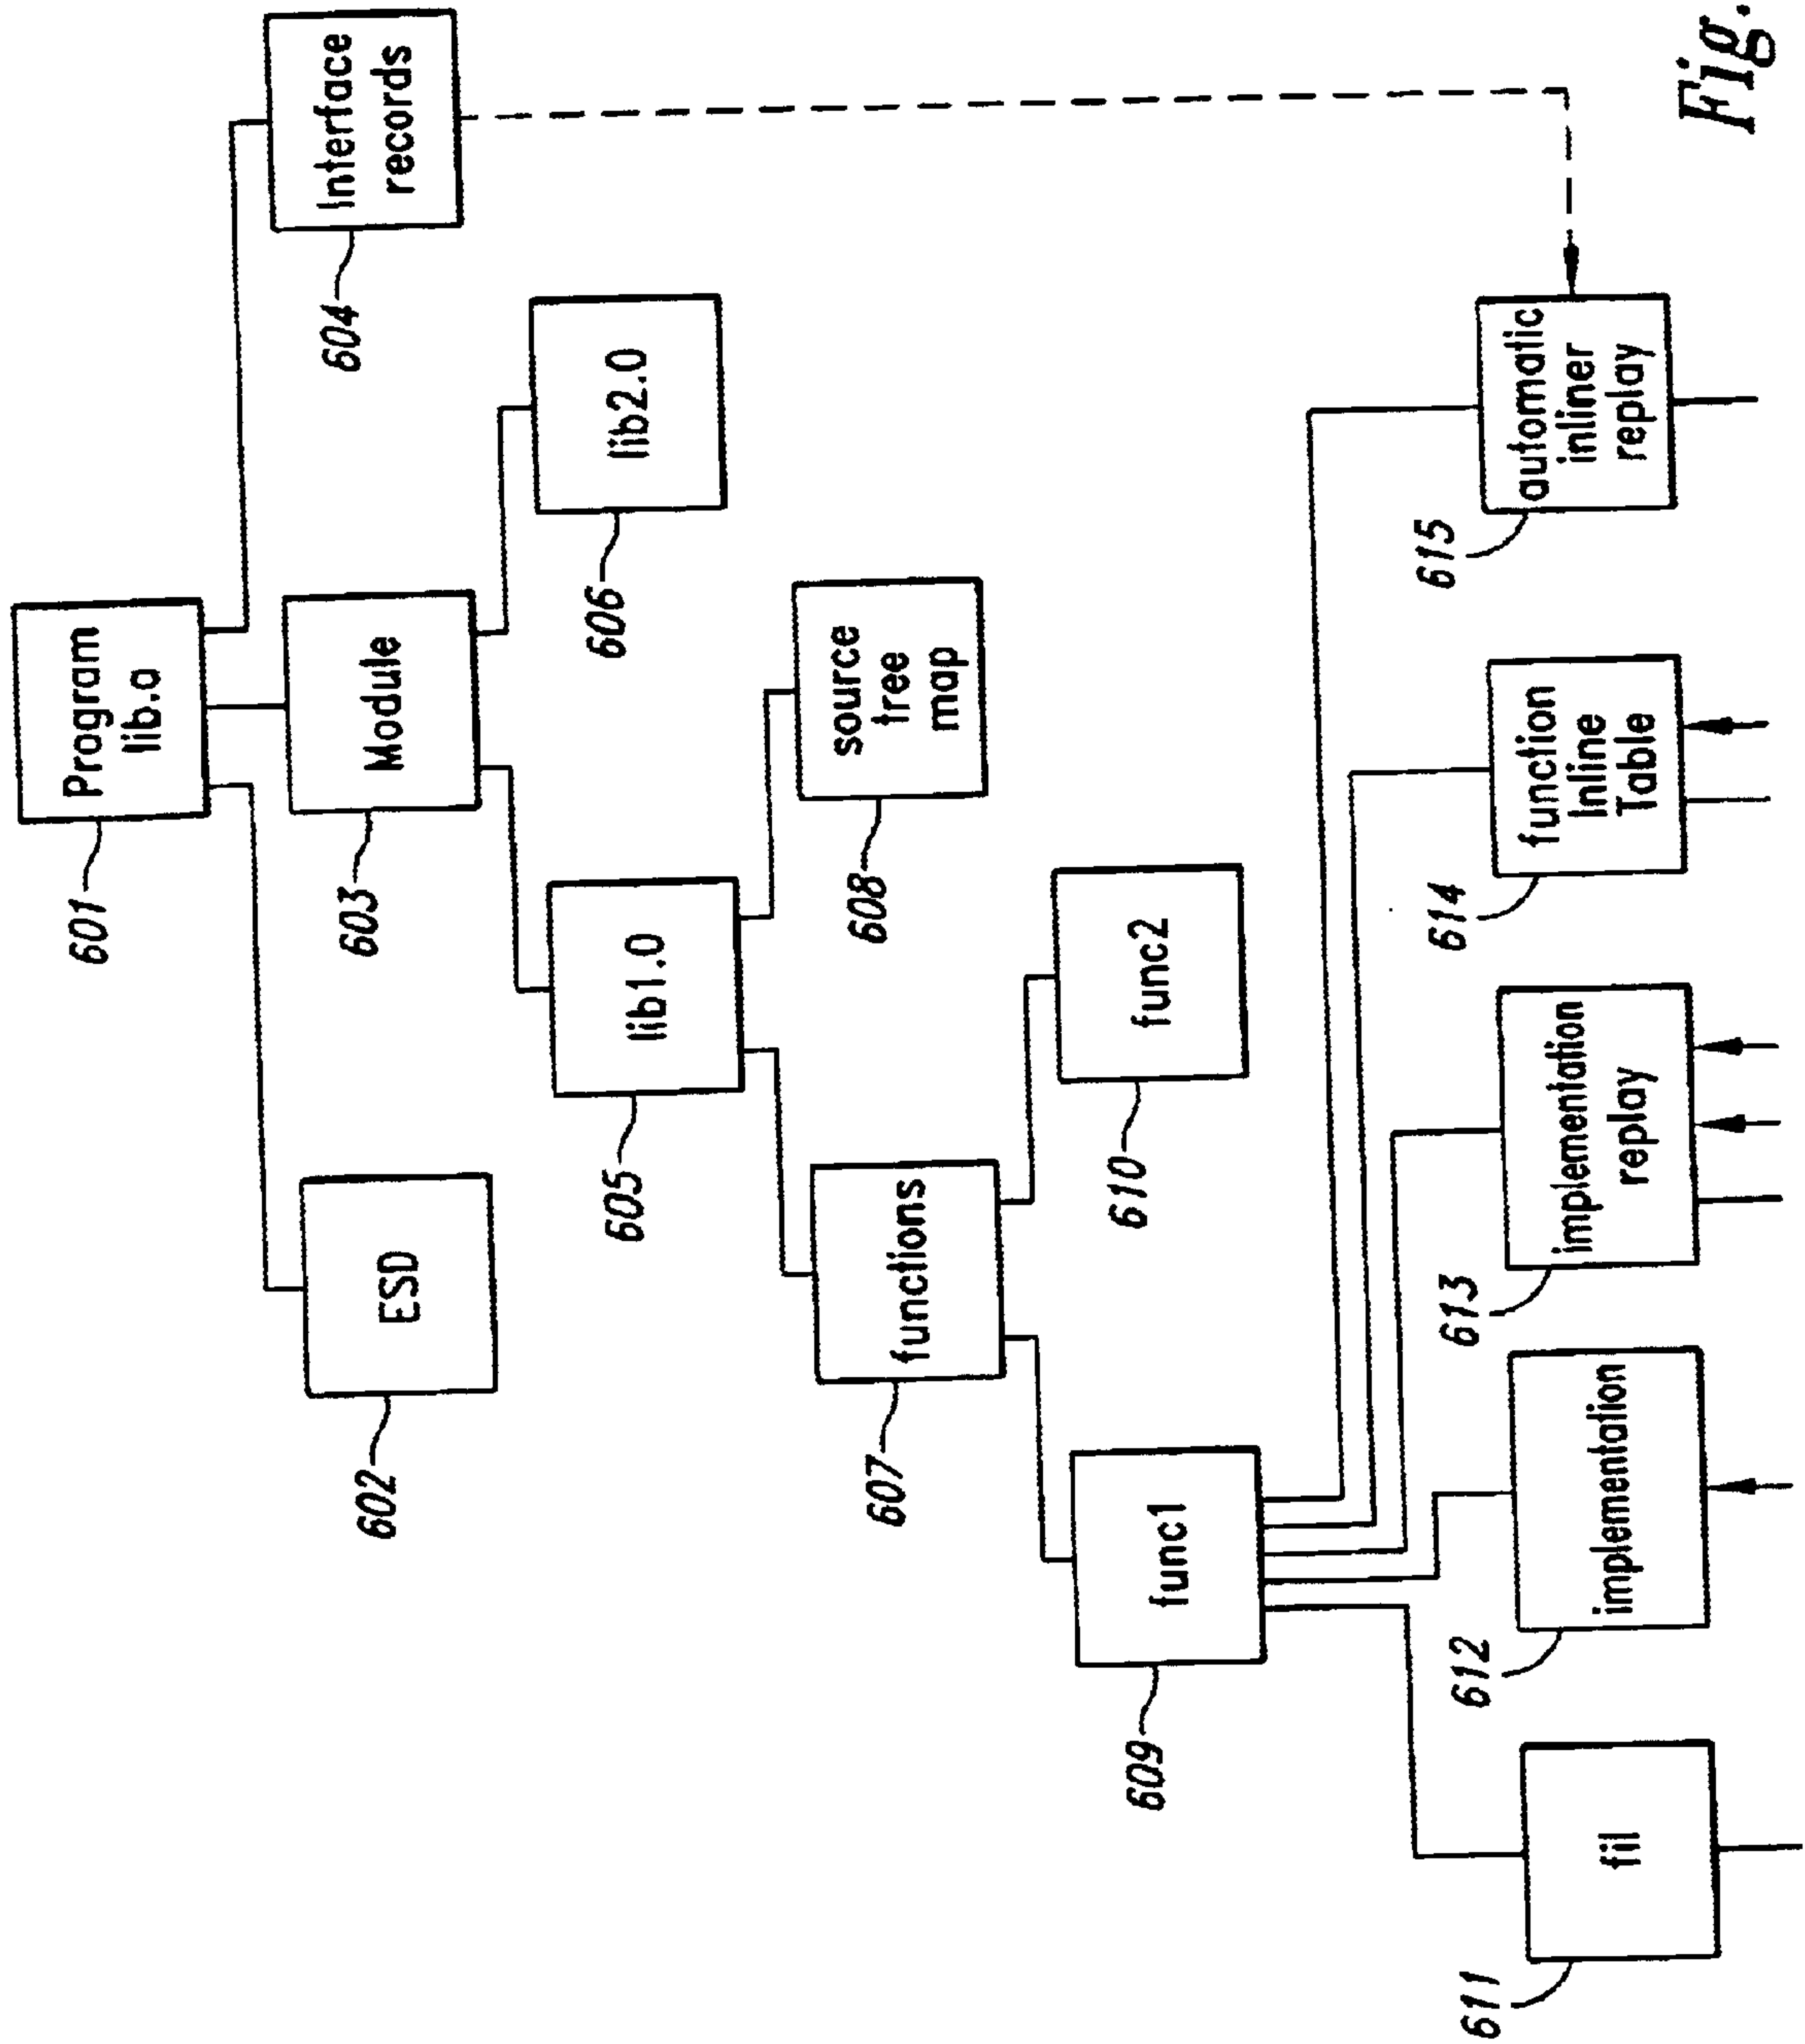 Program
lib.a
601
ESD
602
Module
603
Interface
records
604
lib1.0
605
lib2.0
606
functions
607
source
tree
map
608
func1
609
func2
610
fil
611
implementation
612
implementation
replay
613
function
Inline
Table
614
automatic
inliner
replay
615
Fig.